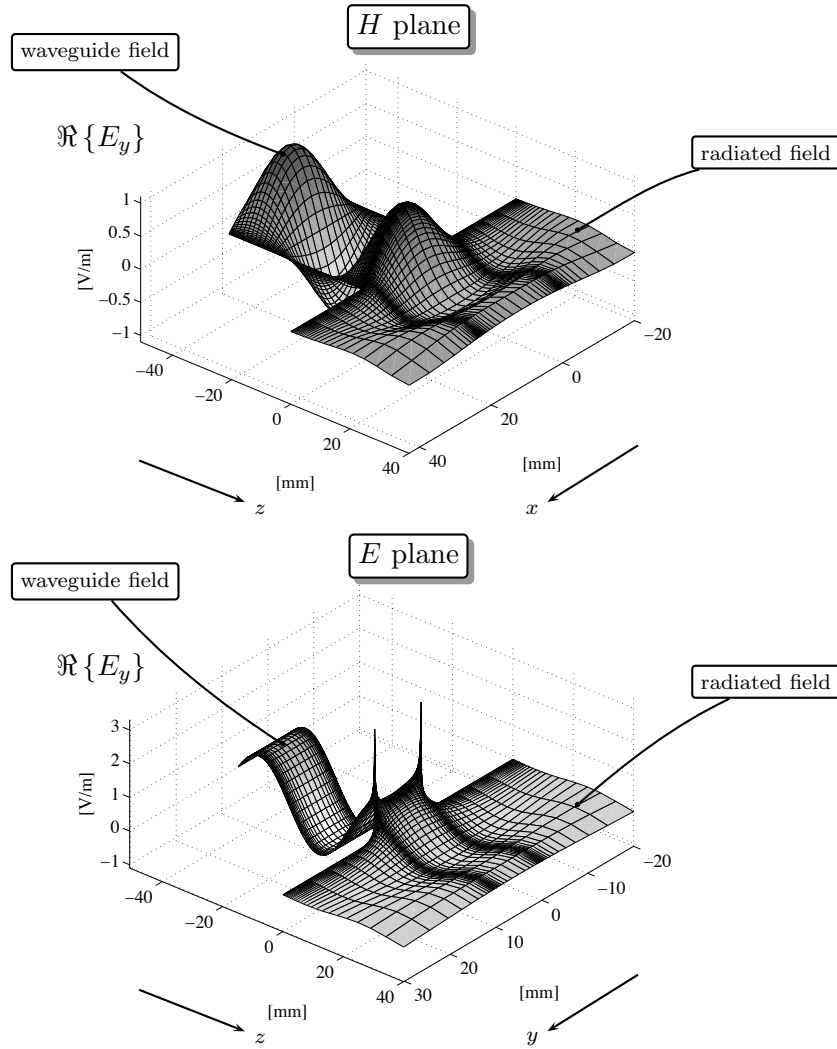 H plane
waveguide field
ℜ {E_y}
radiated field
1
0.5
0
−0.5
−1
[V/m]
−40
−20
0
20
40
[mm]
z
−20
0
20
40
[mm]
x
E plane
waveguide field
ℜ {E_y}
radiated field
3
2
1
0
−1
[V/m]
−40
−20
0
20
40
[mm]
z
−20
−10
0
10
20
30
[mm]
y